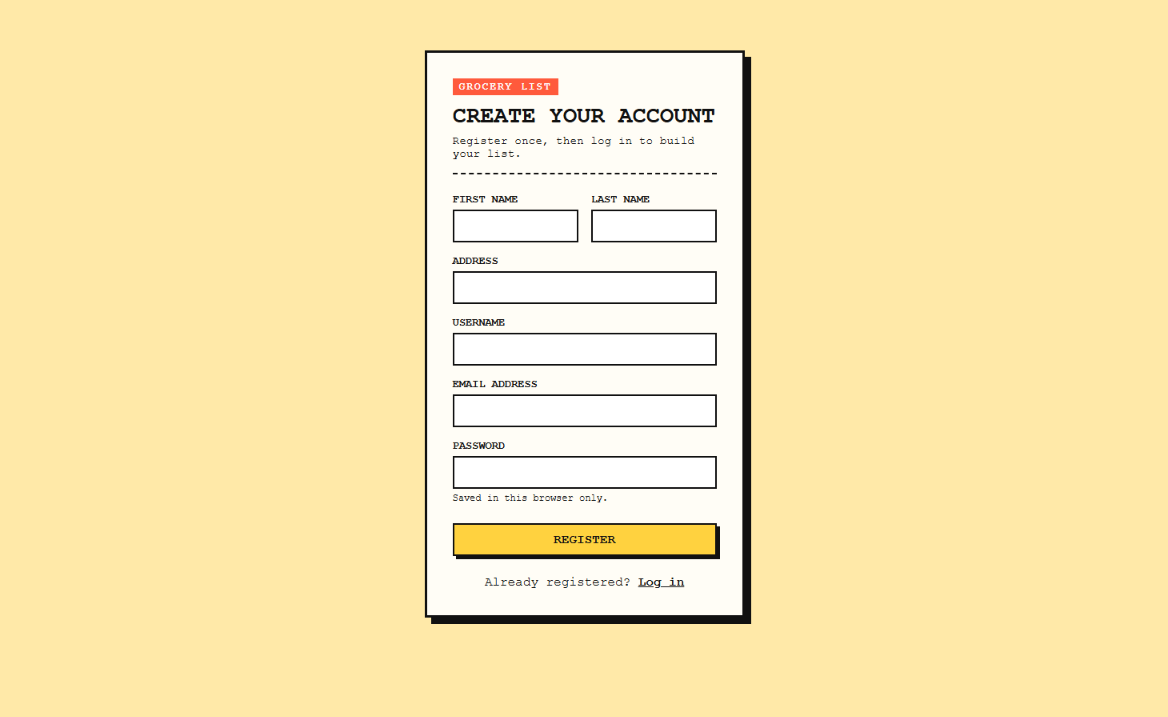 GROCERY LIST
CREATE YOUR ACCOUNT
Register once, then log in to build
your list.
FIRST NAME LAST NAME
ADDRESS
USERNAME
EMAIL ADDRESS
PASSWORD
Saved in this browser only.
REGISTER
Already registered? Log in